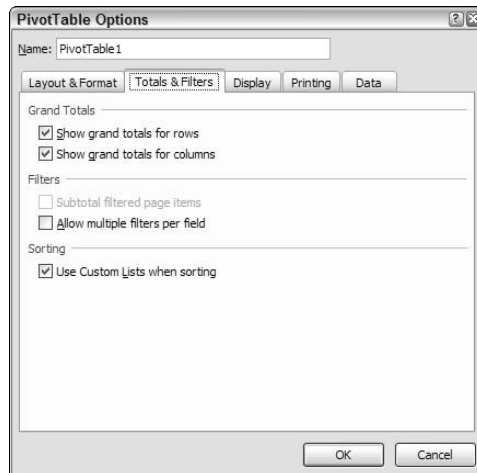 PivotTable Options
Name: PivotTable1
Layout & Format Totals & Filters Display Printing Data
Grand Totals
Show grand totals for rows
Show grand totals for columns
Filters
Subtotal filtered page items
Allow multiple filters per field
Sorting
Use Custom Lists when sorting
OK Cancel